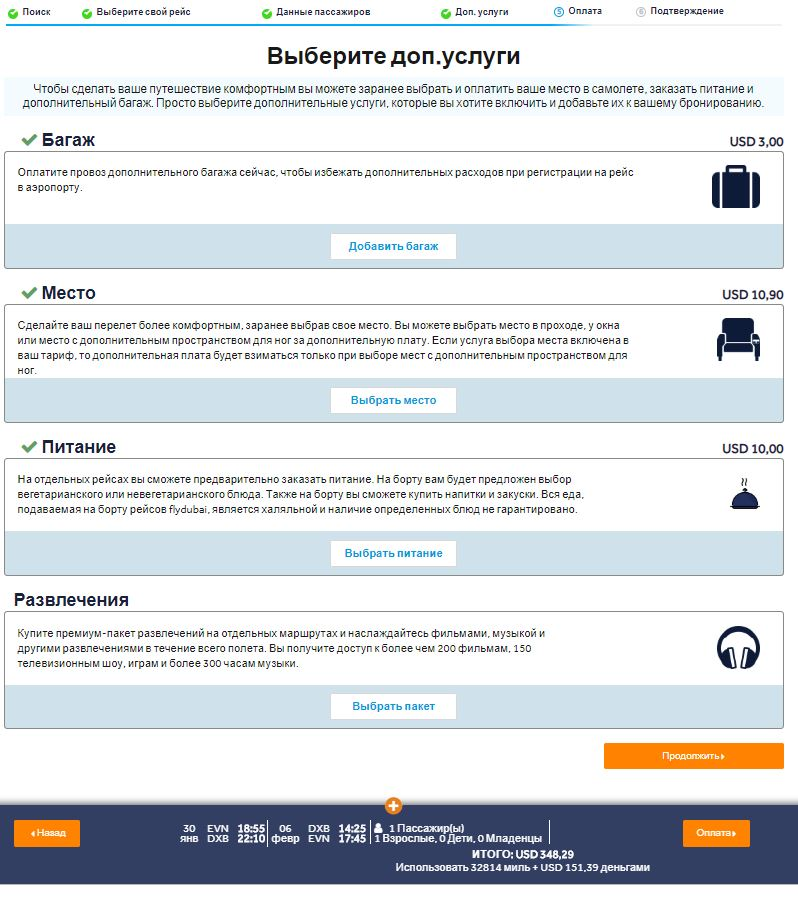 Поиск
Выберите свой рейс
Данные пассажиров
Доп. услуги
5 Оплата
6 Подтверждение
Выберите доп.услуги
Чтобы сделать ваше путешествие комфортным вы можете заранее выбрать и оплатить ваше место в самолете, заказать питание и
дополнительный багаж. Просто выберите дополнительные услуги, которые вы хотите включить и добавьте их к вашему бронированию.
Багаж USD 3,00
Оплатите провоз дополнительного багажа сейчас, чтобы избежать дополнительных расходов при регистрации на рейс
в аэропорту.
Добавить багаж
Место USD 10,90
Сделайте ваш перелет более комфортным, заранее выбрав свое место. Вы можете выбрать место в проходе, у окна
или место с дополнительным пространством для ног за дополнительную плату. Если услуга выбора места включена в
ваш тариф, то дополнительная плата будет взиматься только при выборе мест с дополнительным пространством для
ног.
Выбрать место
Питание USD 10,00
На отдельных рейсах вы сможете предварительно заказать питание. На борту вам будет предложен выбор
вегетарианского или невегетарианского блюда. Также на борту вы сможете купить напитки и закуски. Вся еда,
подаваемая на борту рейсов flydubai, является халяльной и наличие определенных блюд не гарантировано.
Выбрать питание
Развлечения
Купите премиум-пакет развлечений на отдельных маршрутах и наслаждайтесь фильмами, музыкой и
другими развлечениями в течение всего полета. Вы получите доступ к более чем 200 фильмам, 150
телевизионным шоу, играм и более 300 часам музыки.
Выбрать пакет
Продолжить
Назад
30 EVN 18:55 06 DXB 14:25 1 Пассажир(ы)
янв DXB 22:10 февр EVN 17:45 1 Взрослые, 0 Дети, 0 Младенцы
Оплата
ИТОГО: USD 348,29
Использовать 32814 миль + USD 151,39 деньгами